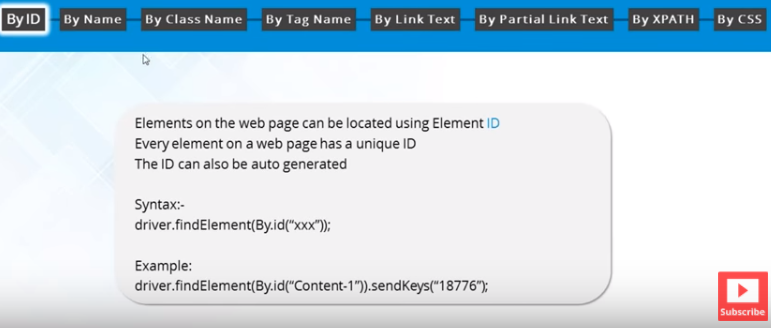 By ID
By Name
By Class Name
By Tag Name
By Link Text
By Partial Link Text
By XPATH
By CSS
Elements on the web page can be located using Element ID
Every element on a web page has a unique ID
The ID can also be auto generated
Syntax:-
driver.findElement(By.id(“xxx”));
Example:
driver.findElement(By.id(“Content-1”)).sendKeys(“18776”);
Subscribe